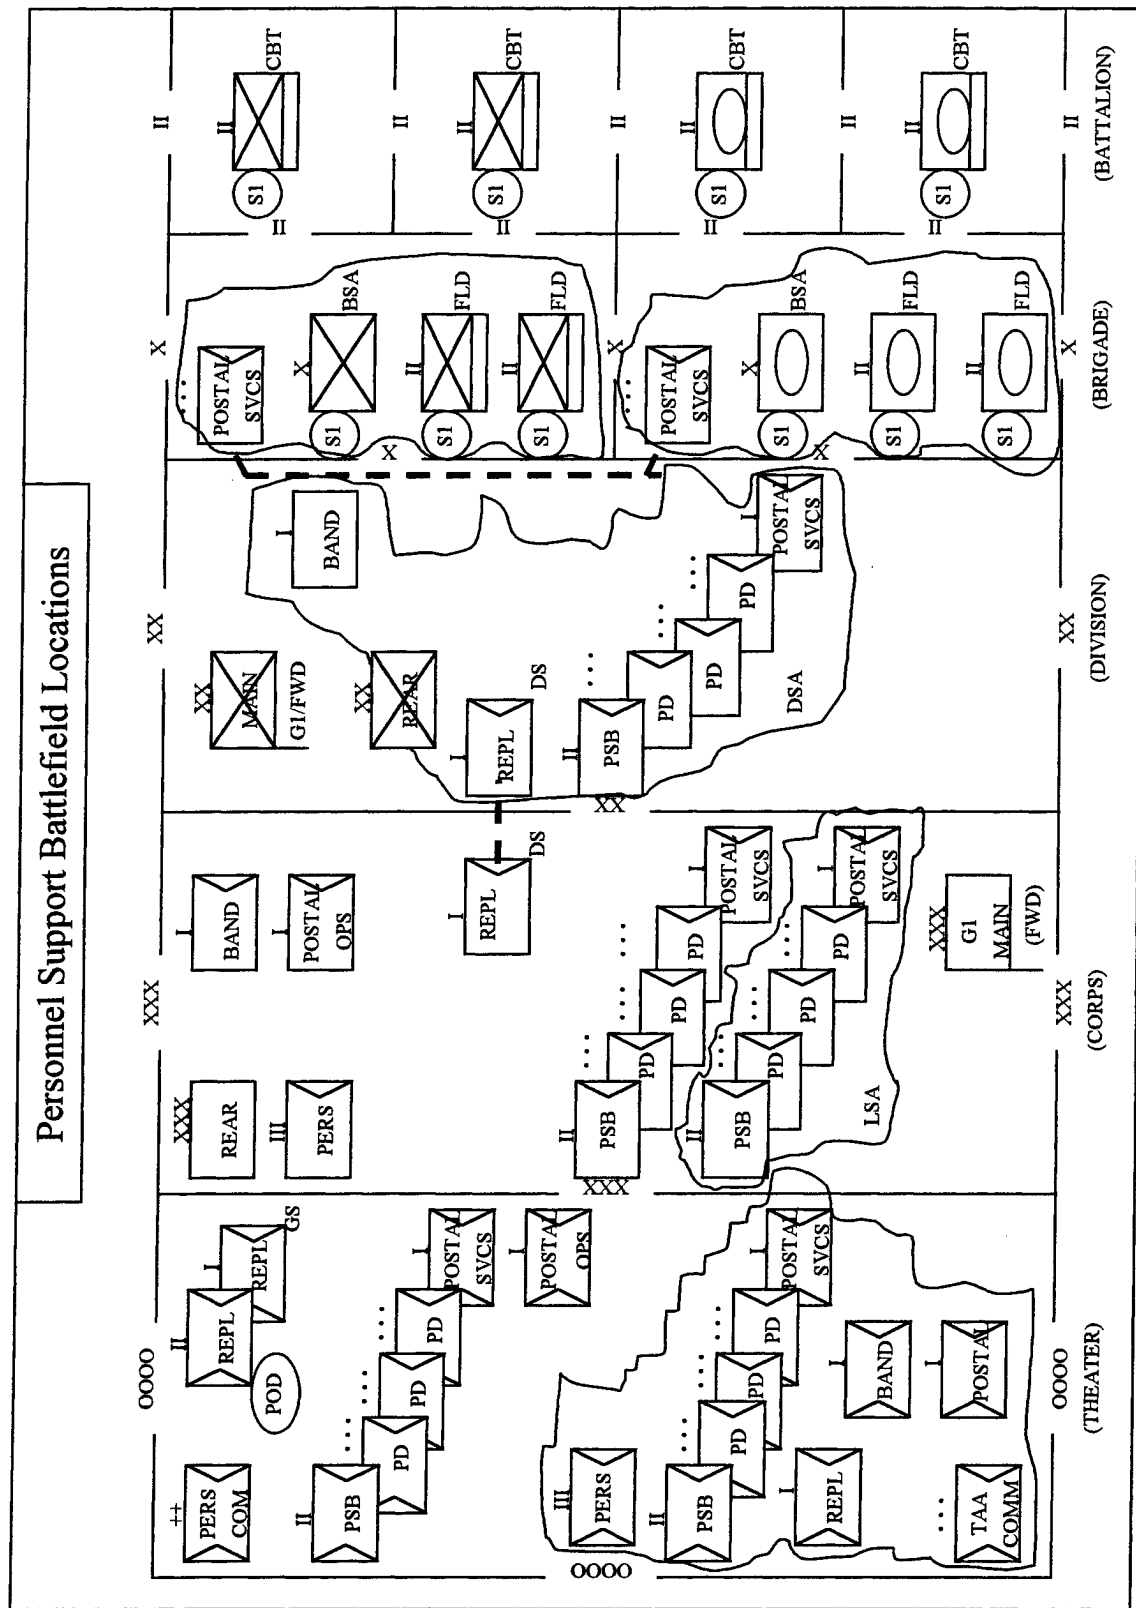 Personnel Support Battlefield Locations
OOOO
++
PERS
COM
II
REPL
I
REPL
GS
POD
II
PSB
...
PD
...
PD
...
PD
I
POSTAL
SVCS
I
POSTAL
OPS
OOOO
III
PERS
II
PSB
...
PD
...
PD
...
PD
I
POSTAL
SVCS
I
REPL
I
BAND
I
POSTAL
...
TAA
COMM
OOOO
(THEATER)
XXX
XXX
REAR
III
PERS
I
BAND
I
POSTAL
OPS
I
REPL
DS
XXX
II
PSB
...
PD
...
PD
...
PD
I
POSTAL
SVCS
II
PSB
...
PD
...
PD
...
PD
I
POSTAL
SVCS
LSA
XXX
G1
MAIN
(FWD)
XXX
(CORPS)
XX
XX
MAIN
G1/FWD
I
BAND
XX
REAR
I
REPL
DS
XX
II
PSB
...
PD
...
PD
...
PD
I
POSTAL
SVCS
DSA
XX
(DIVISION)
X
...
POSTAL
SVCS
X
S1
BSA
X
II
S1
FLD
II
S1
FLD
X
...
POSTAL
SVCS
X
S1
BSA
X
II
S1
FLD
II
S1
FLD
X
(BRIGADE)
II
II
S1
CBT
II
II
II
S1
CBT
II
II
II
S1
CBT
II
II
II
S1
CBT
II
II
(BATTALION)